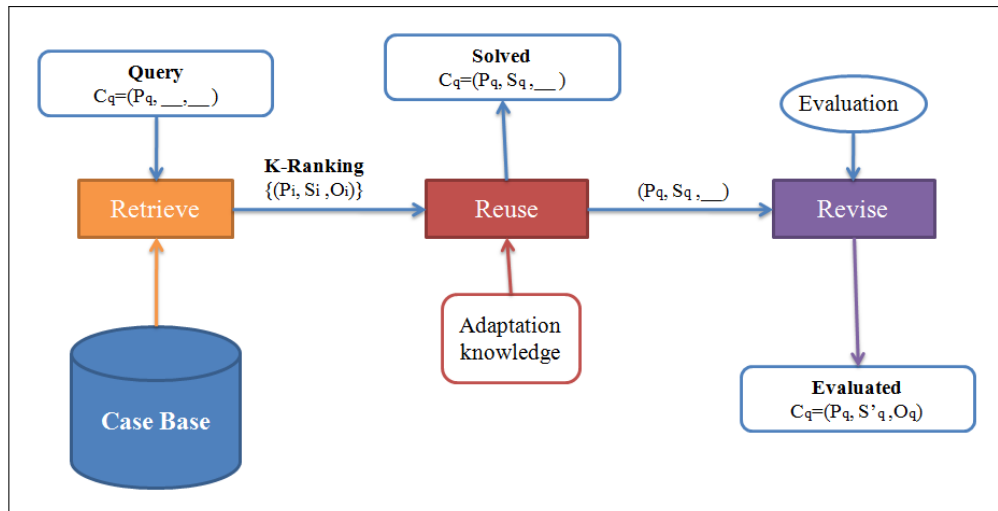 Query
Cq=(Pq, __,__ )
Solved
Cq=(Pq, Sq,__ )
Evaluation
K-Ranking
{(Pi, Si ,Oi)}
(Pq, Sq ,__)
Retrieve
Reuse
Revise
Adaptation
knowledge
Case Base
Evaluated
Cq=(Pq, S’q ,Oq)